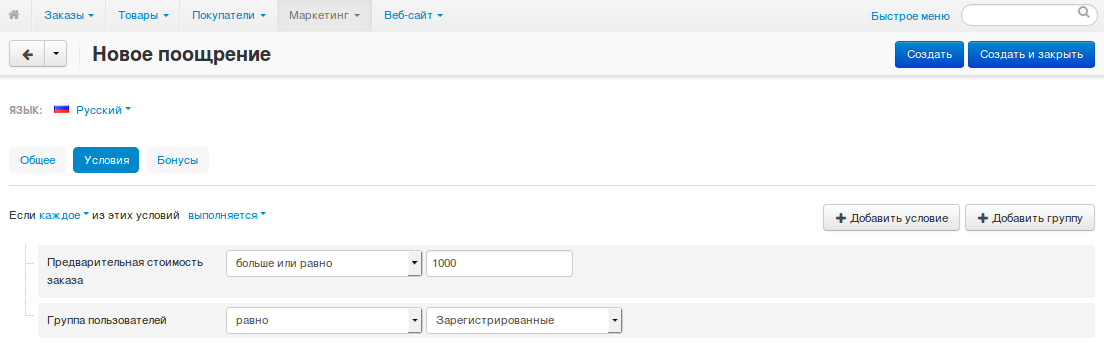 Заказы Товары Покупатели Маркетинг Веб-сайт Быстрое меню
Новое поощрение Создать Создать и закрыть
ЯЗЫК: Русский
Общее Условия Бонусы
Если каждое из этих условий выполняется Добавить условие Добавить группу
Предварительная стоимость больше или равно 1000
заказа
Группа пользователей равно Зарегистрированные